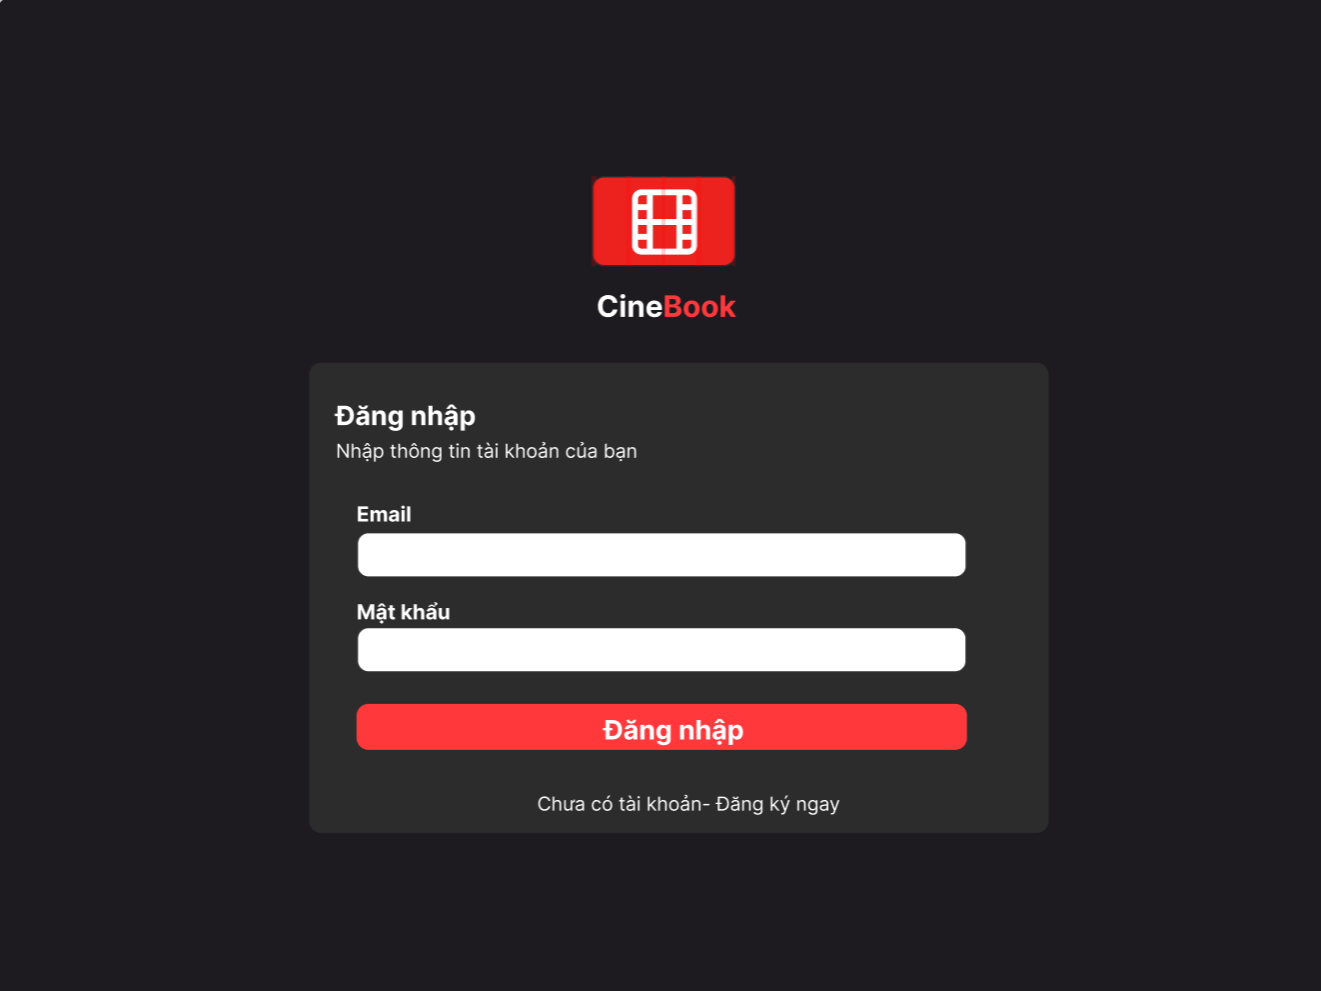 CineBook
Đăng nhập
Nhập thông tin tài khoản của bạn
Email
Mật khẩu
Đăng nhập
Chưa có tài khoản- Đăng ký ngay